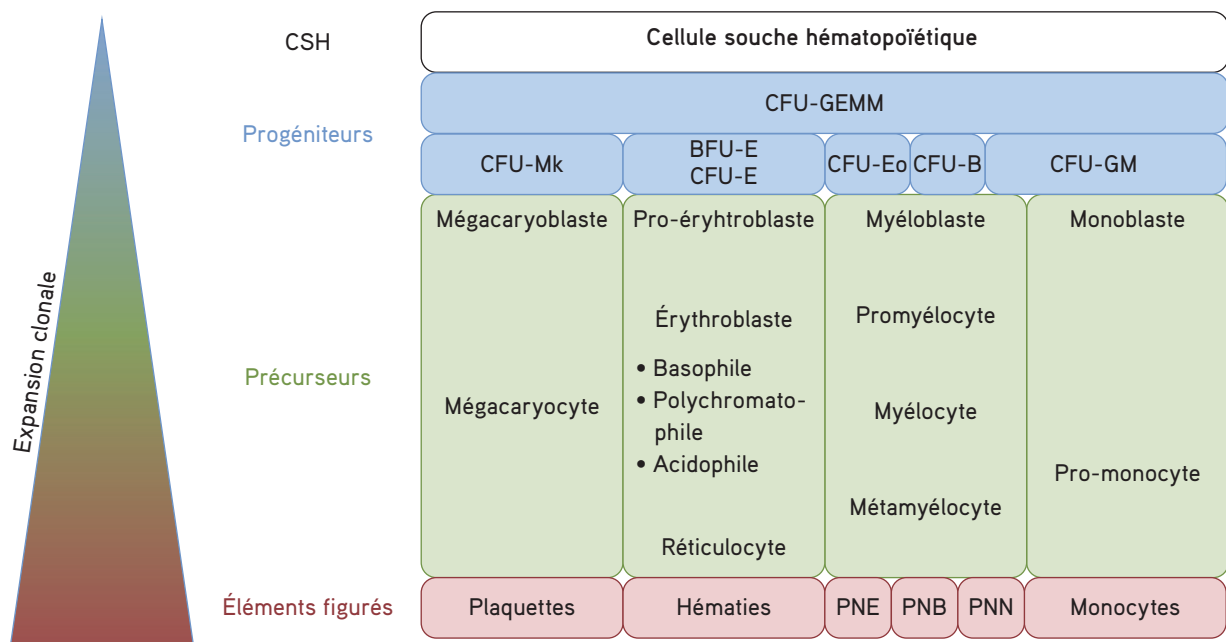 CSH
Cellule souche hématopoïétique
CFU-GEMM
Progéniteurs
CFU-Mk
BFU-E
CFU-E
CFU-Eo
CFU-B
CFU-GM
Mégacaryoblaste
Pro-éryhtroblaste
Myéloblaste
Monoblaste
Expansion clonale
Précurseurs
Mégacaryocyte
Érythroblaste
• Basophile
• Polychromato-
phile
• Acidophile
Réticulocyte
Promyélocyte
Myélocyte
Métamyélocyte
Pro-monocyte
Éléments figurés
Plaquettes
Hématies
PNE
PNB
PNN
Monocytes